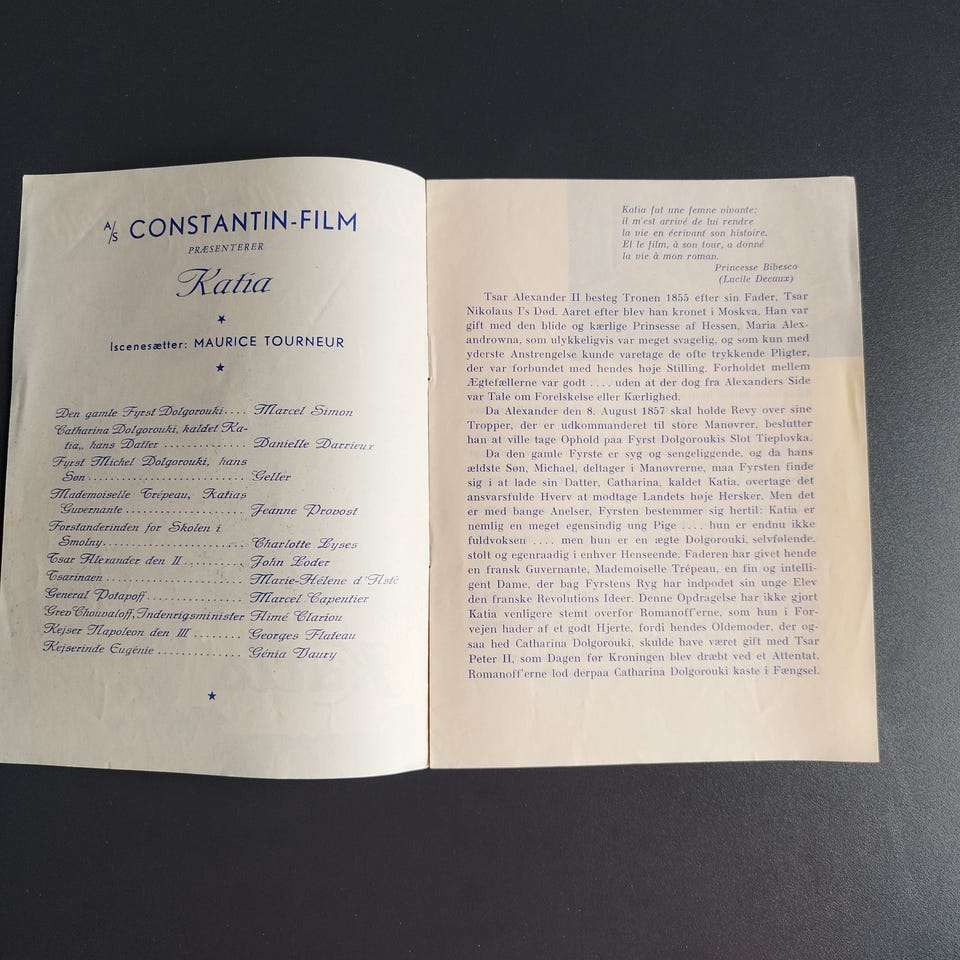 A/S CONSTANTIN-FILM
PRÆSENTERER
Katia
Iscenesætter: MAURICE TOURNEUR
Den gamle Fyrst Dolgorouki.... Marcel Simon
Catharina Dolgorouki, kaldet Ka-
tia,, hans Datter .............. Danielle Darrieux
Fyrst Michel Dolgorouki, hans
Søn......................... Geller
Mademoiselle Trépeau, Katias
Guvernante .................. Jeanne Provost
Forstanderinden for Skolen i
Smolny...................... Charlotte Lyses
Tsar Alexander den II .......... John Loder
Tsarinaen ..................... Marie-Hélene d'Asté
General Potapoff ............... Marcel Capentier
Grev Chouvaloff, Indenrigsminister Aimé Clariou
Kejser Napoleon den III ........ Georges Flateau
Kejserinde Eugénie ............. Génia Vaury
Katia fut une femne vivante:
il m'est arrivé de lui rendre
la vie en écrivant son histoire.
Et le film, à son tour, a donné
la vie à mon roman.
Princesse Bibesco
(Lucile Decaux)
Tsar Alexander II besteg Tronen 1855 efter sin Fader, Tsar
Nikolaus I's Død. Aaret efter blev han kronet i Moskva. Han var
gift med den blide og kærlige Prinsesse af Hessen, Maria Alex-
androwna, som ulykkeligvis var meget svagelig, og som kun med
yderste Anstrengelse kunde varetage de ofte trykkende Pligter,
der var forbundet med hendes høje Stilling. Forholdet mellem
Ægtefællerne var godt .... uden at der dog fra Alexanders Side
var Tale om Forelskelse eller Kærlighed.
Da Alexander den 8. August 1857 skal holde Revy over sine
Tropper, der er udkommanderet til store Manøvrer, beslutter
han at ville tage Ophold paa Fyrst Dolgoroukis Slot Tieplovka.
Da den gamle Fyrste er syg og sengeliggende, og da hans
ældste Søn, Michael, deltager i Manøvrerne, maa Fyrsten finde
sig i at lade sin Datter, Catharina, kaldet Katia, overtage det
ansvarsfulde Hverv at modtage Landets høje Hersker. Men det
er med bange Anelser, Fyrsten bestemmer sig hertil: Katia er
nemlig en meget egensindig ung Pige .... hun er endnu ikke
fuldvoksen .... men hun er en ægte Dolgorouki, selvfølende,
stolt og egenraadig i enhver Henseende. Faderen har givet hende
en fransk Guvernante, Mademoiselle Trépeau, en fin og intelli-
gent Dame, der bag Fyrstens Ryg har indpodet sin unge Elev
den franske Revolutions Ideer. Denne Opdragelse har ikke gjort
Katia venligere stemt overfor Romanoff'erne, som hun i For-
vejen hader af et godt Hjerte, fordi hendes Oldemoder, der og-
saa hed Catharina Dolgorouki, skulde have været gift med Tsar
Peter II, som Dagen før Kroningen blev dræbt ved et Attentat.
Romanoff'erne lod derpaa Catharina Dolgorouki kaste i Fængsel.